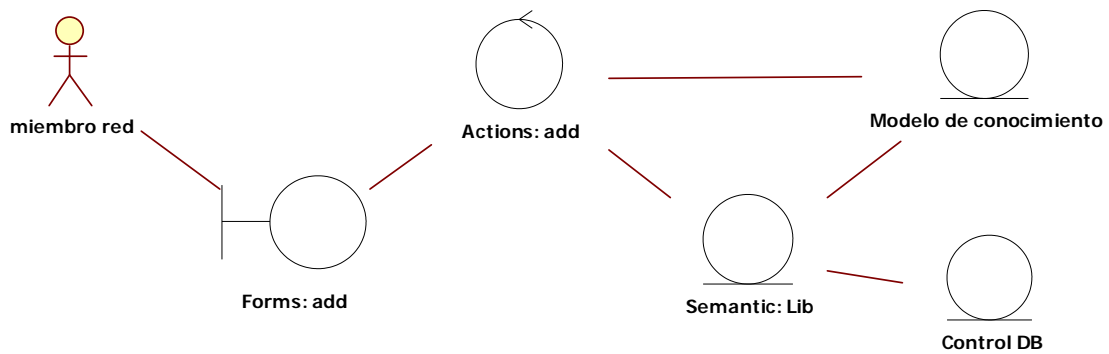 miembro red
Forms: add
Actions: add
Modelo de conocimiento
Semantic: Lib
Control DB